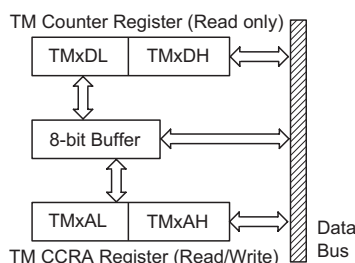 TM Counter Register (Read only)
TMxDL TMxDH
8-bit Buffer
TMxAL TMxAH
TM CCRA Register (Read/Write)
Data
Bus